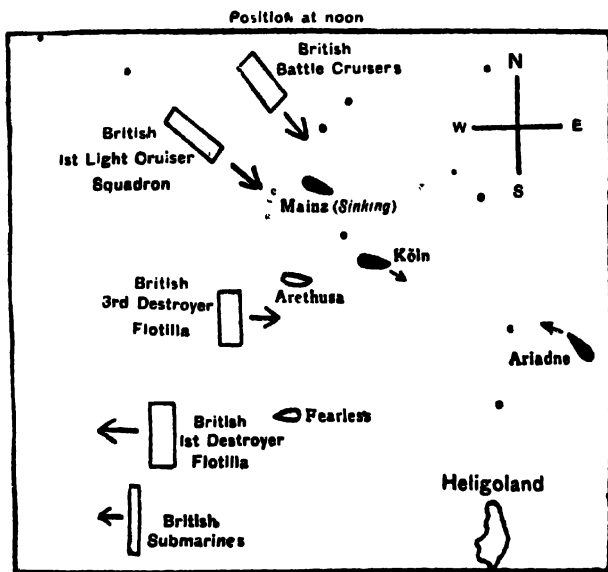 Position at noon
British
Battle Cruisers
N
W
E
S
British
1st Light Cruiser
Squadron
Mainz (Sinking)
Köln
British
3rd Destroyer
Flotilla
Arethusa
Ariadne
British
1st Destroyer
Flotilla
Fearless
Heligoland
British
Submarines